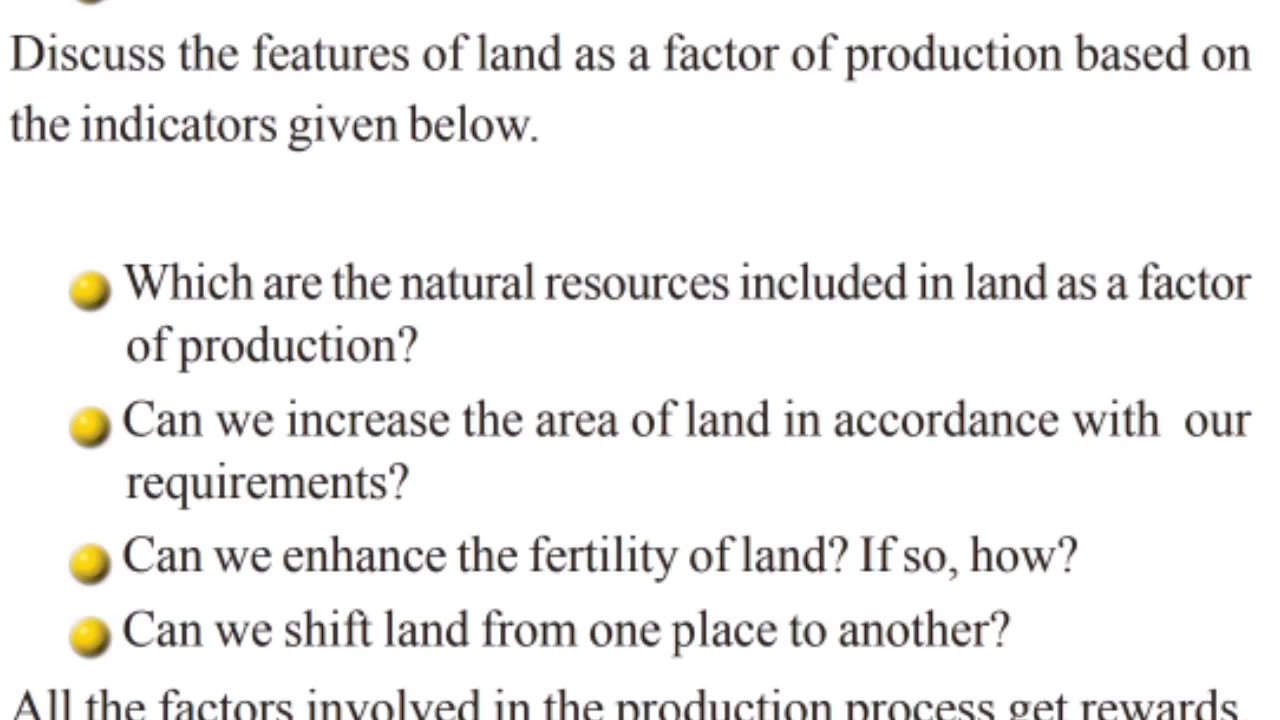 Discuss the features of land as a factor of production based on
the indicators given below.
Which are the natural resources included in land as a factor
of production?
Can we increase the area of land in accordance with our
requirements?
Can we enhance the fertility of land? If so, how?
Can we shift land from one place to another?
All the factors involved in the production process get rewards.